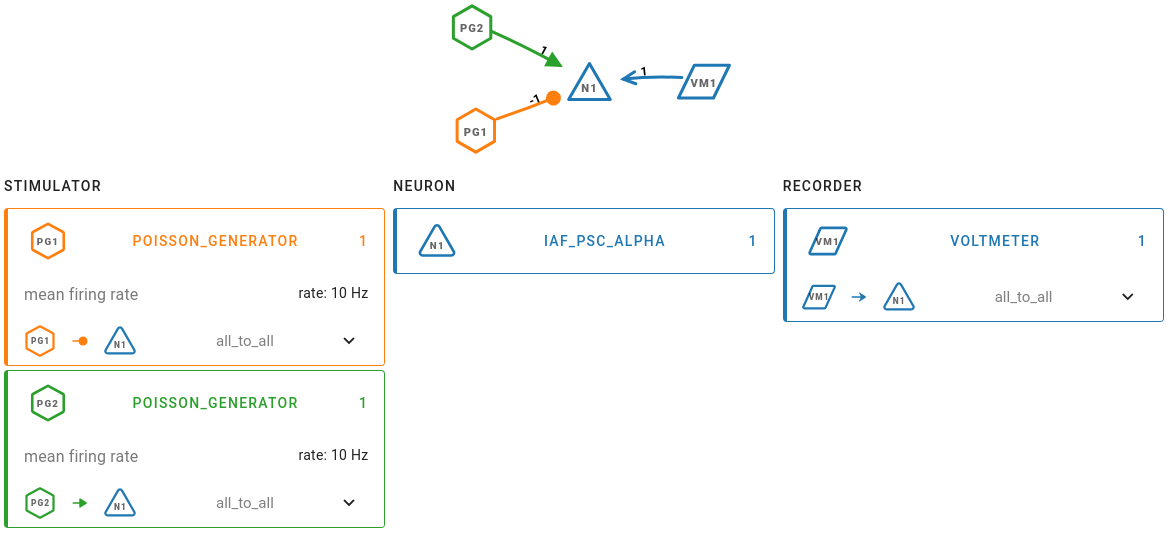 PG2
1
N1
1
VM1
-1
PG1
STIMULATOR
PG1 POISSON_GENERATOR 1
mean firing rate rate: 10 Hz
PG1 N1 all_to_all
PG2 POISSON_GENERATOR 1
mean firing rate rate: 10 Hz
PG2 N1 all_to_all
NEURON
N1 IAF_PSC_ALPHA 1
RECORDER
VM1 VOLTMETER 1
VM1 N1 all_to_all